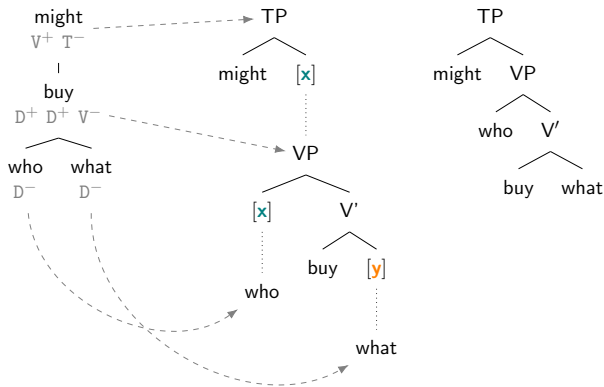 might TP TP
V+ T−
might [x] might VP
buy
D+ D+ V−
who V′
VP
who what
D− D−
buy what
[x] V'
buy [y]
who
what